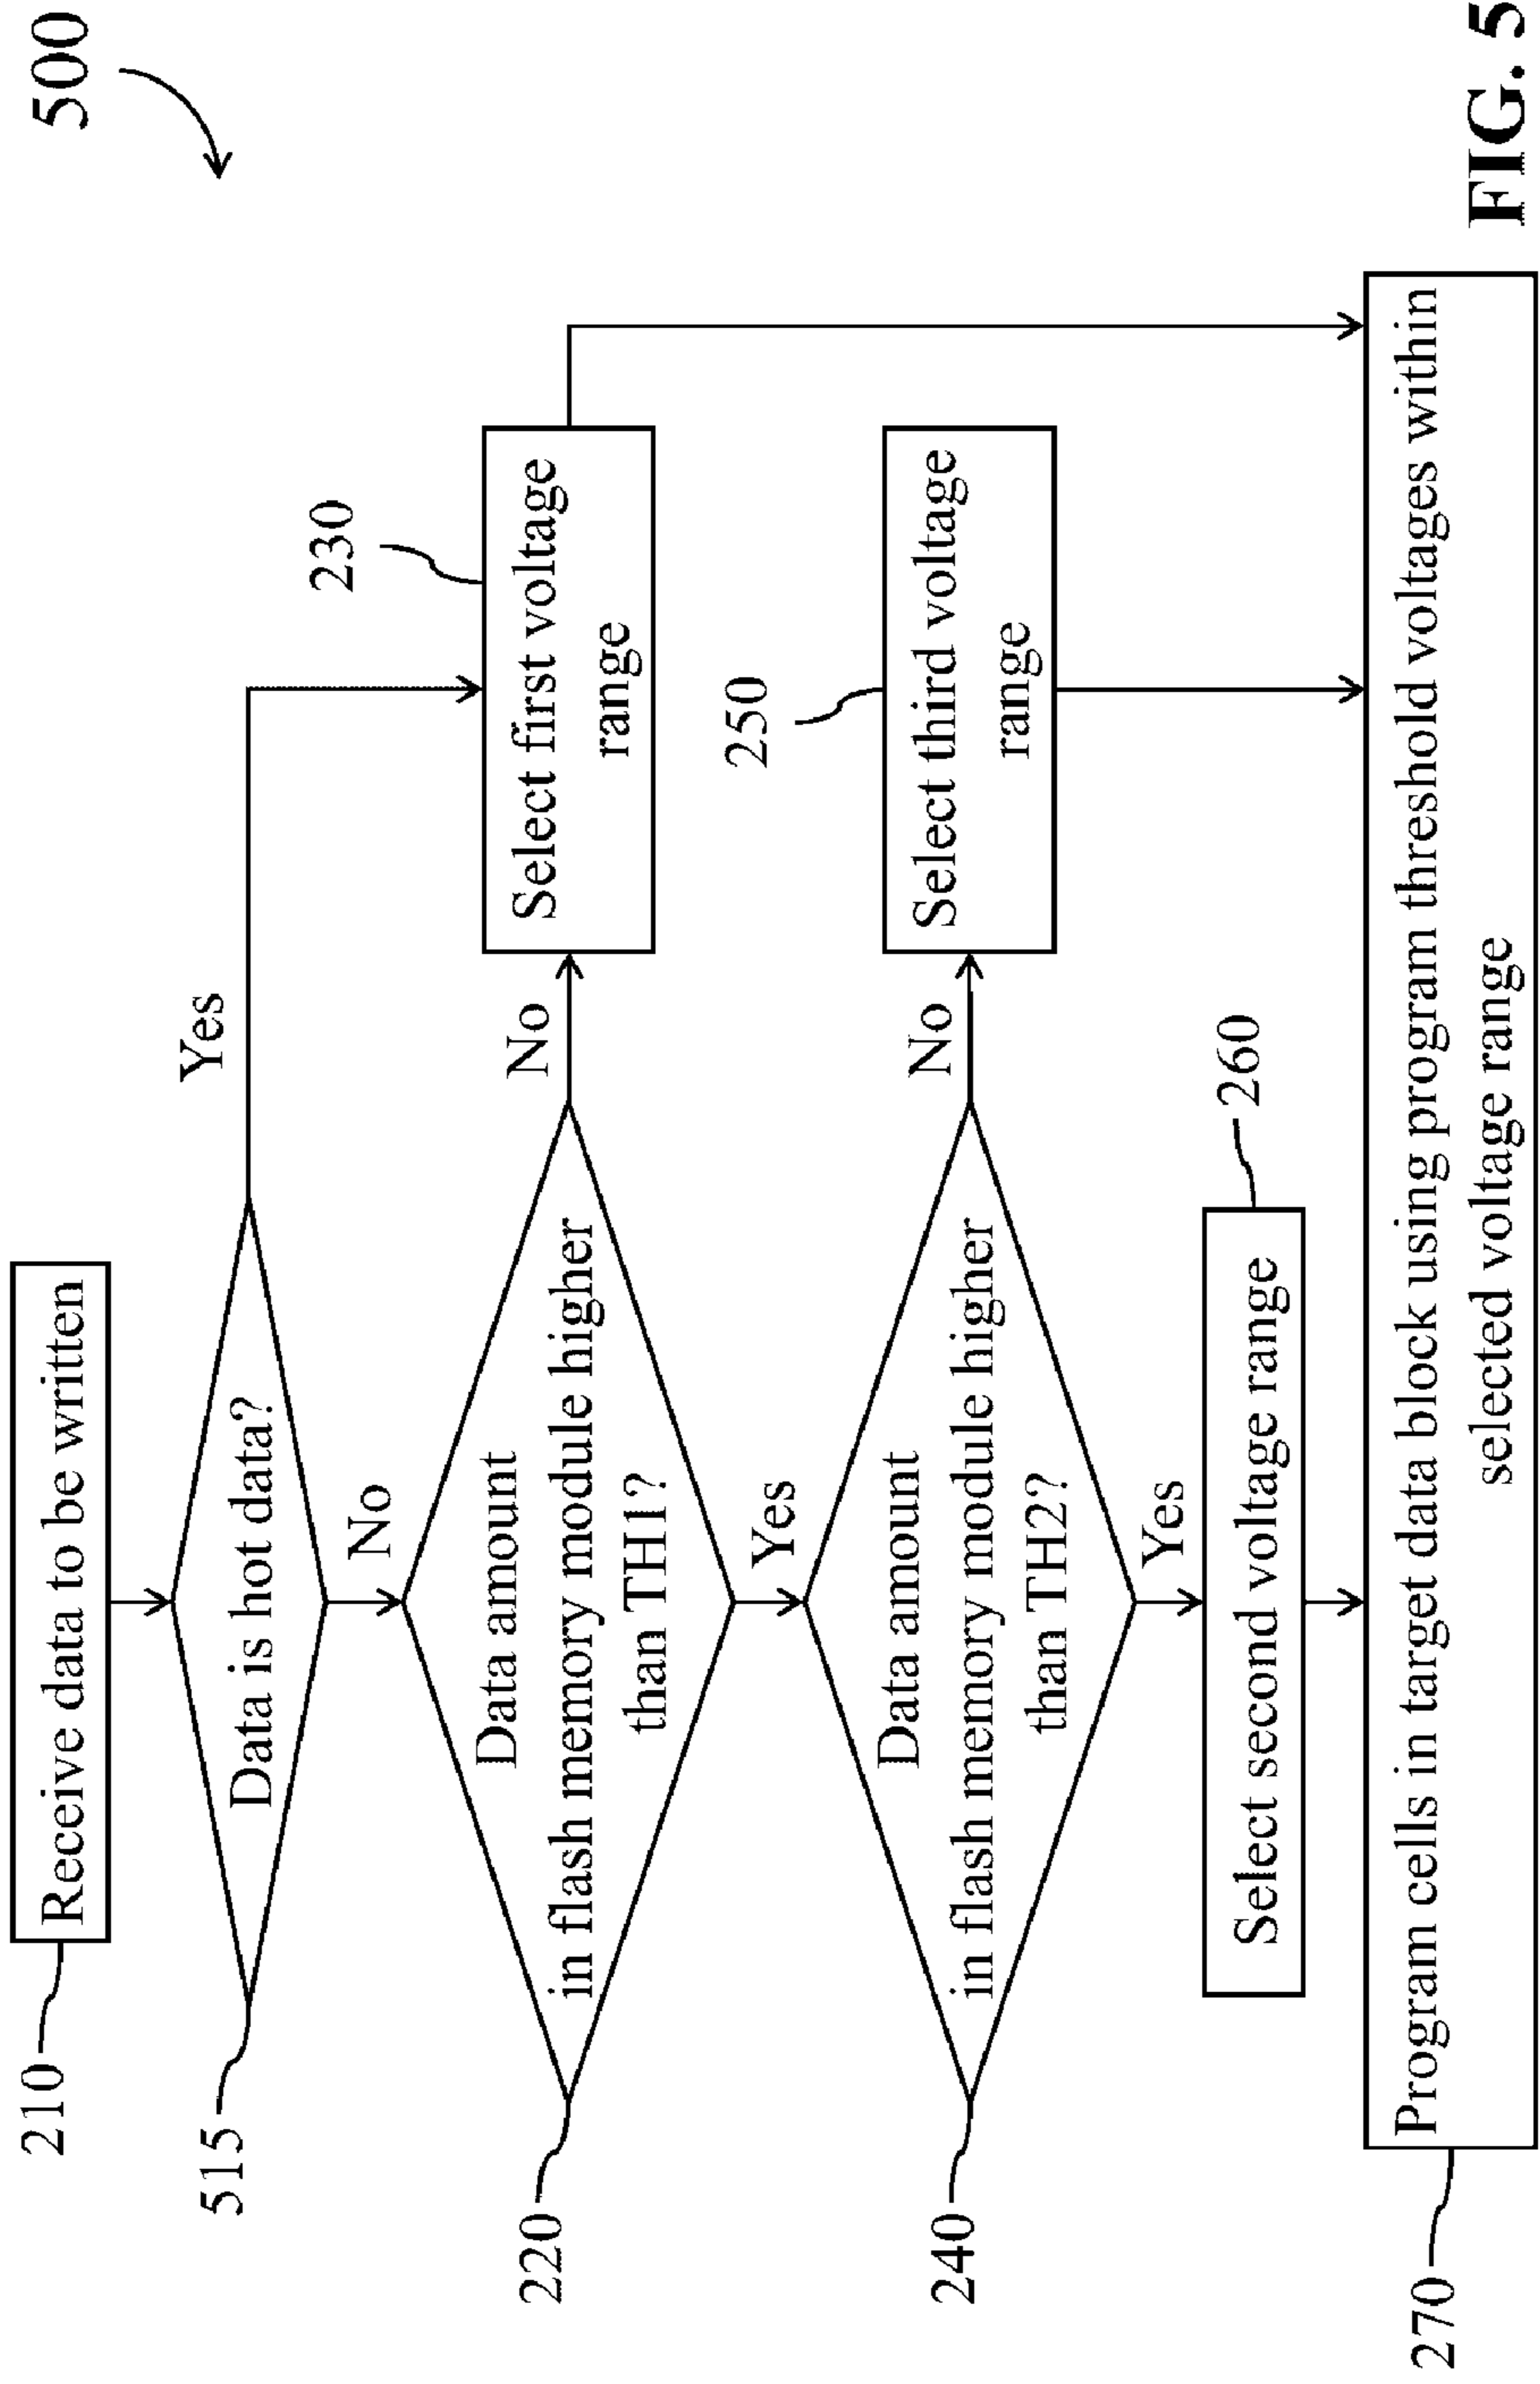 500
210
Receive data to be written
515
Data is hot data?
Yes
No
220
Data amount
in flash memory module higher
than TH1?
No
230
Select first voltage
range
Yes
240
Data amount
in flash memory module higher
than TH2?
No
250
Select third voltage
range
Yes
260
Select second voltage range
270
Program cells in target data block using program threshold voltages within
selected voltage range
FIG. 5